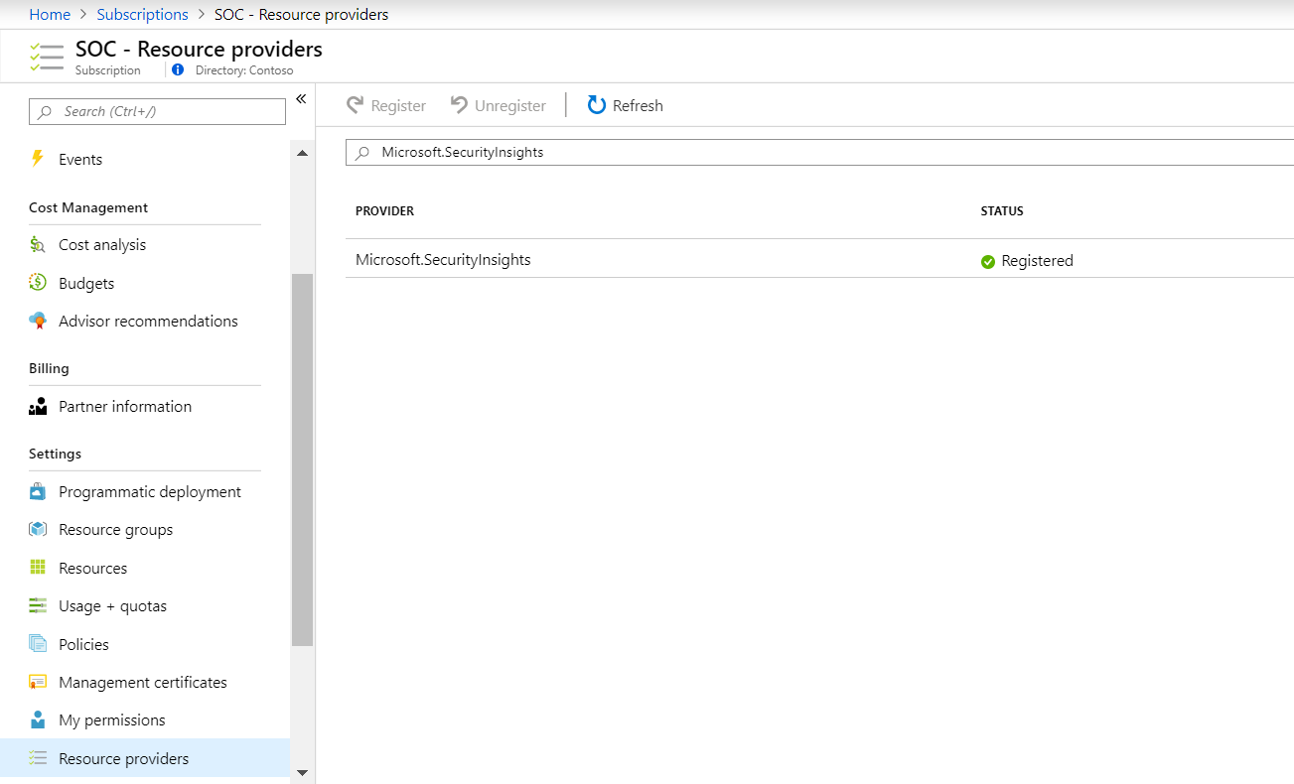 Home > Subscriptions > SOC - Resource providers
SOC - Resource providers
Subscription
Directory: Contoso
Search (Ctrl+/)
Events
Cost Management
Cost analysis
Budgets
Advisor recommendations
Billing
Partner information
Settings
Programmatic deployment
Resource groups
Resources
Usage + quotas
Policies
Management certificates
My permissions
Resource providers
Register Unregister Refresh
Microsoft.SecurityInsights
PROVIDER STATUS
Microsoft.SecurityInsights Registered